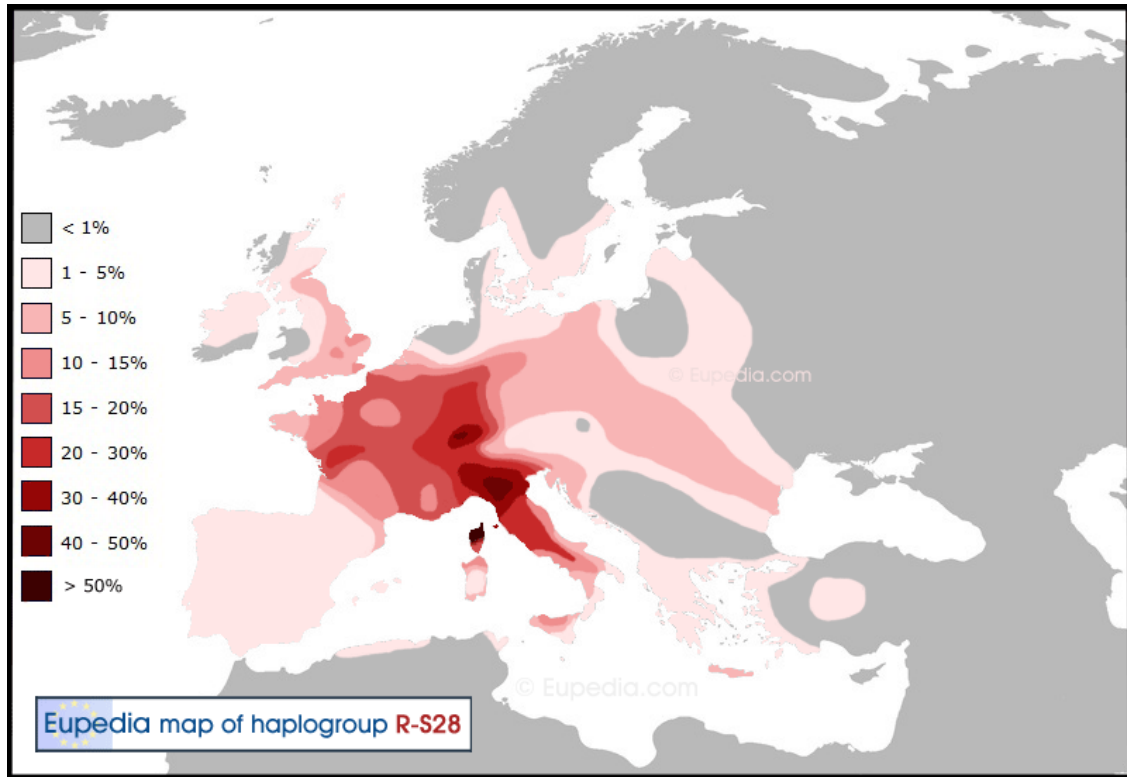 < 1%
1 - 5%
5 - 10%
10 - 15%
15 - 20%
20 - 30%
30 - 40%
40 - 50%
> 50%
© Eupedia.com
© Eupedia.com
Eupedia map of haplogroup R-S28